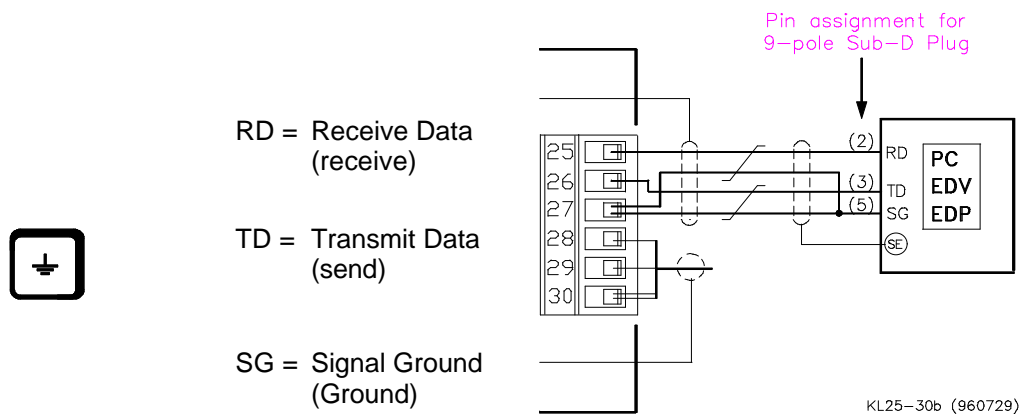 Pin assignment for
9-pole Sub-D Plug
RD = Receive Data
(receive)
TD = Transmit Data
(send)
SG = Signal Ground
(Ground)
25
26
27
28
29
30
(2)
(3)
(5)
RD
TD
SG
SE
PC
EDV
EDP
KL25-30b (960729)